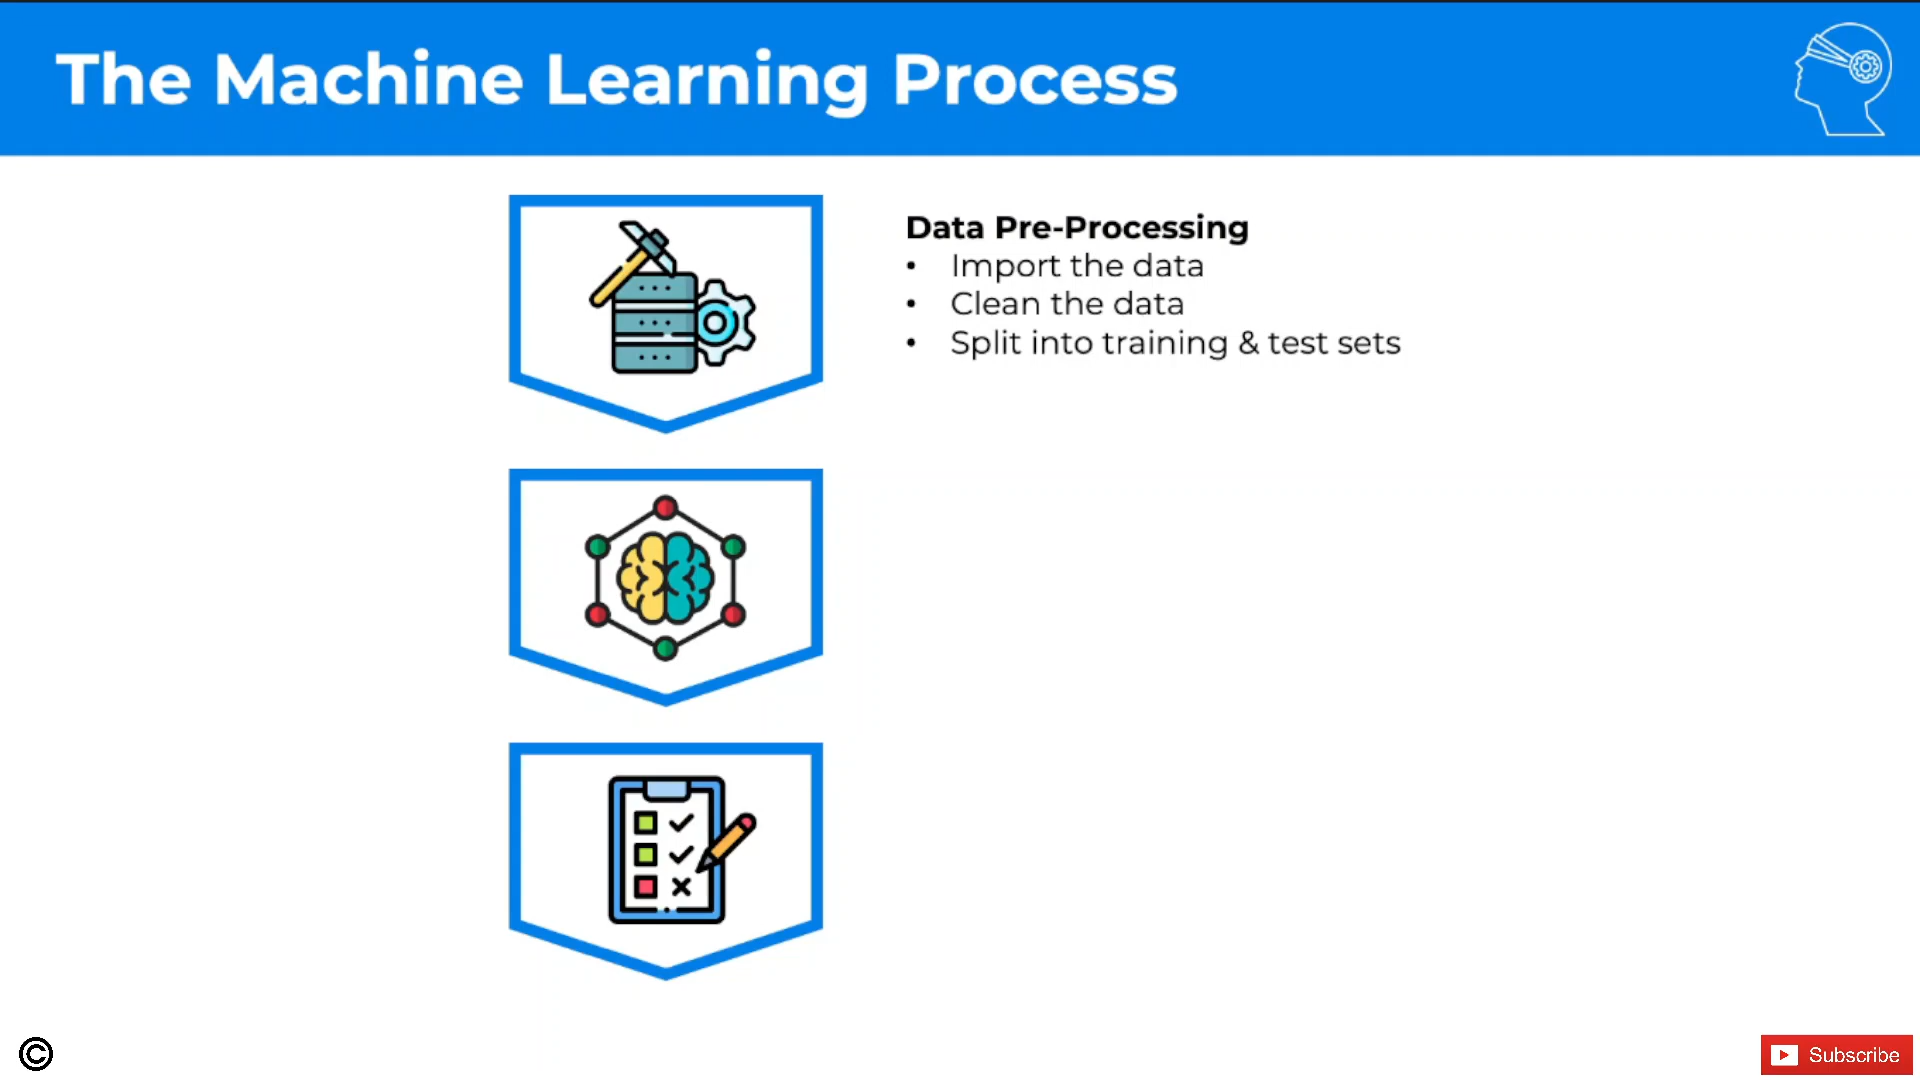 The Machine Learning Process
Data Pre-Processing
• Import the data
• Clean the data
• Split into training & test sets
©
Subscribe